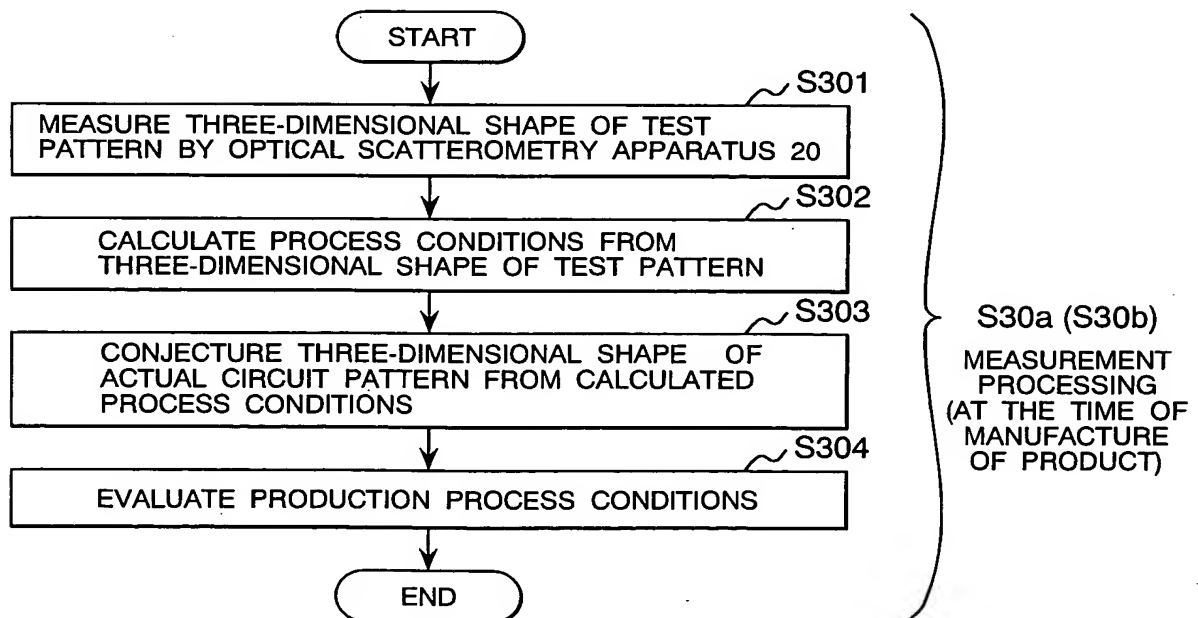 START
S301
MEASURE THREE-DIMENSIONAL SHAPE OF TEST
PATTERN BY OPTICAL SCATTEROMETRY APPARATUS 20
S302
CALCULATE PROCESS CONDITIONS FROM
THREE-DIMENSIONAL SHAPE OF TEST PATTERN
S303
CONJECTURE THREE-DIMENSIONAL SHAPE OF
ACTUAL CIRCUIT PATTERN FROM CALCULATED
PROCESS CONDITIONS
S304
EVALUATE PRODUCTION PROCESS CONDITIONS
END
S30a (S30b)
MEASUREMENT
PROCESSING
(AT THE TIME OF
MANUFACTURE
OF PRODUCT)